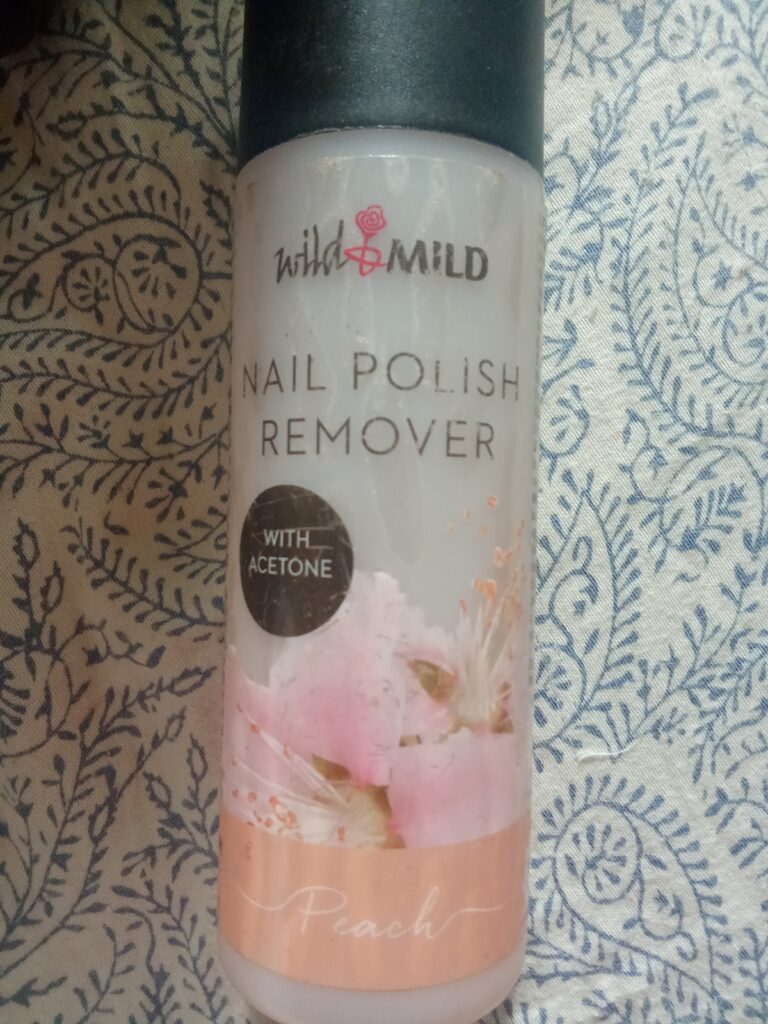 wild & MILD
NAIL POLISH
REMOVER
WITH
ACETONE
Peach